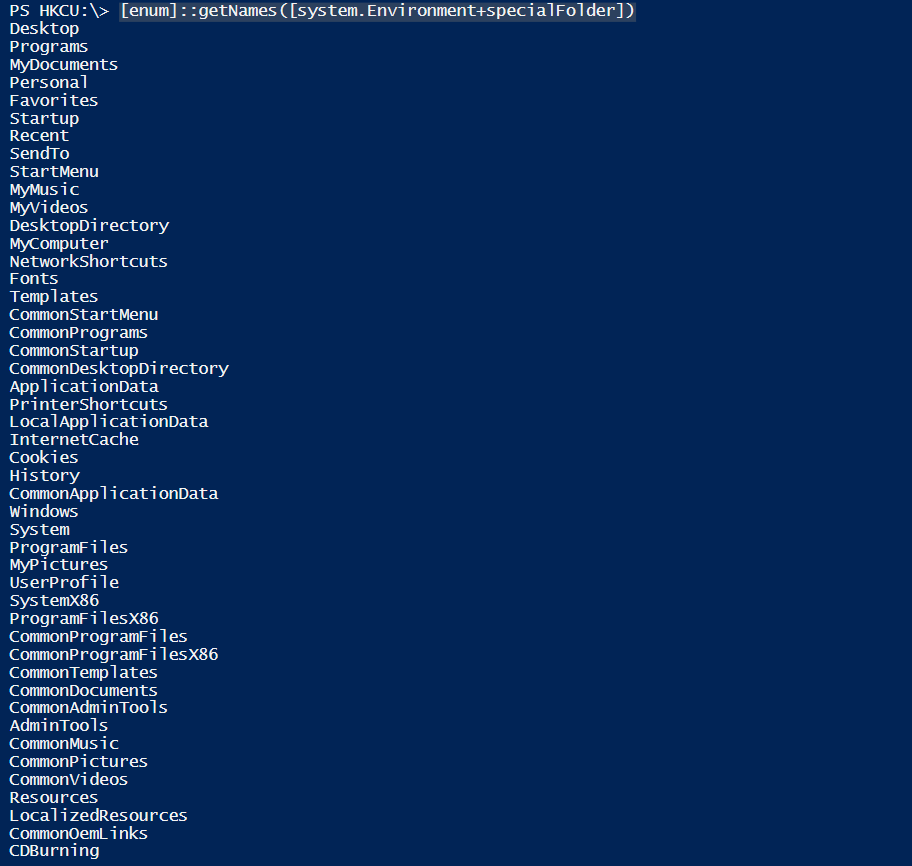 PS HKCU:\> [enum]::getNames([system.Environment+specialFolder])
Desktop
Programs
MyDocuments
Personal
Favorites
Startup
Recent
SendTo
StartMenu
MyMusic
MyVideos
DesktopDirectory
MyComputer
NetworkShortcuts
Fonts
Templates
CommonStartMenu
CommonPrograms
CommonStartup
CommonDesktopDirectory
ApplicationData
PrinterShortcuts
LocalApplicationData
InternetCache
Cookies
History
CommonApplicationData
Windows
System
ProgramFiles
MyPictures
UserProfile
SystemX86
ProgramFilesX86
CommonProgramFiles
CommonProgramFilesX86
CommonTemplates
CommonDocuments
CommonAdminTools
AdminTools
CommonMusic
CommonPictures
CommonVideos
Resources
LocalizedResources
CommonOemLinks
CDBurning